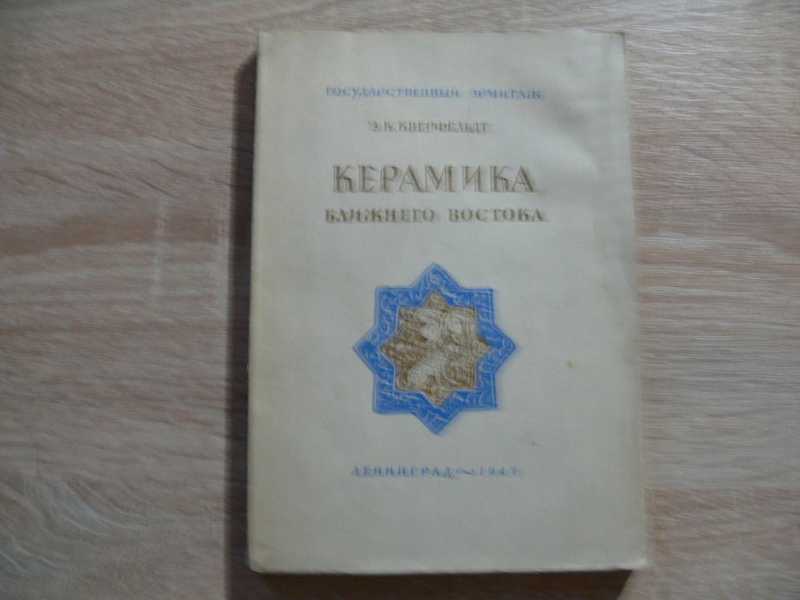 ГОСУДАРСТВЕННЫЙ ЭРМИТАЖ
Э.К. КВЕРФЕЛЬДТ
КЕРАМИКА
БЛИЖНЕГО ВОСТОКА
ЛЕНИНГРАД ~ 1947